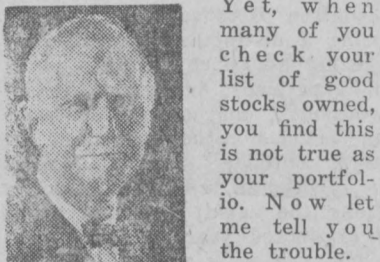 Yet, when
many of you
check your
list of good
stocks owned,
you find this
is not true as
your portfol-
io. Now let
me tell you
the trouble.